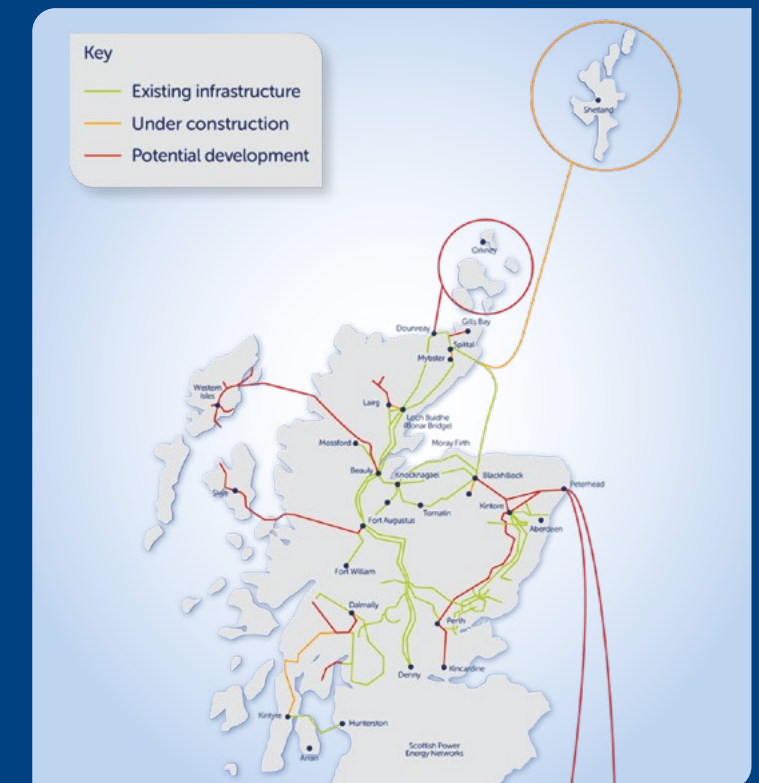 Key
Existing infrastructure
Under construction
Potential development
Shetland
Orkney
Gills Bay
Dounreay
Spittal
Mybster
Western
Isles
Lairg
Loch Buidhe
(Bonar Bridge)
Mossford
Moray Firth
Beauly
Knocknagael
Blackhillock
Peterhead
Skye
Kintore
Tomatin
Fort Augustus
Aberdeen
Fort William
Dalmally
Perth
Denny
Kincardine
Kintyre
Hunterston
Scottish Power
Energy Networks
Arran